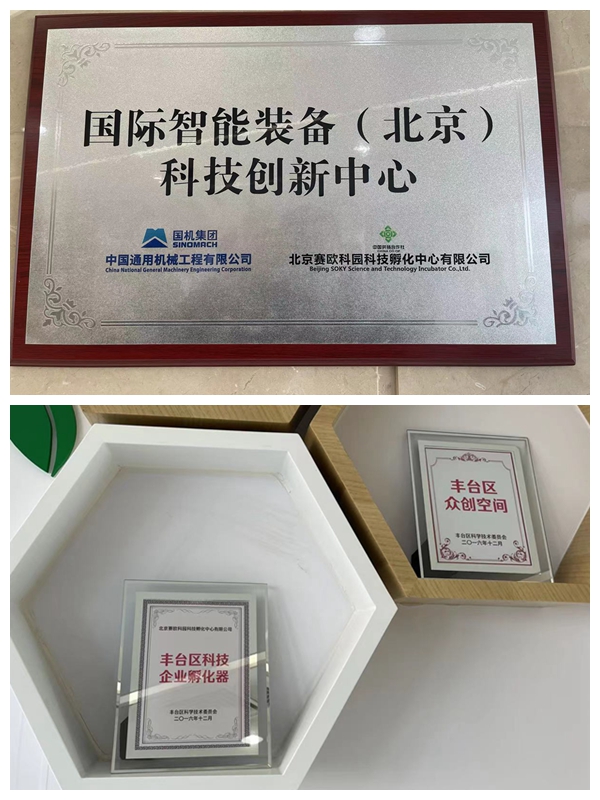 国际智能装备（北京）
科技创新中心
国机集团
SINOMACH
中国通用机械工程有限公司
China National General Machinery Engineering Corporation
北京赛欧科园科技孵化中心有限公司
Beijing SOKY Science and Technology Incubator Co.,Ltd.
丰台区
众创空间
丰台区科学技术委员会
二〇一六年十二月
北京赛欧科园科技孵化中心有限公司
丰台区科技
企业孵化器
丰台区科学技术委员会
二〇一六年十二月